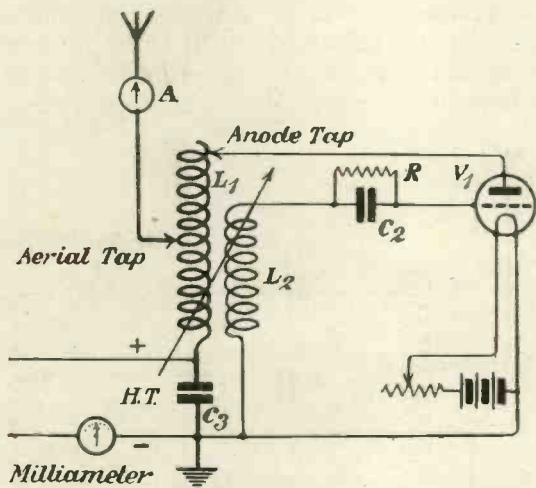 A
Anode Tap
L1
R
V1
C2
Aerial Tap
L2
+
H.T.
C3
-
Milliameter